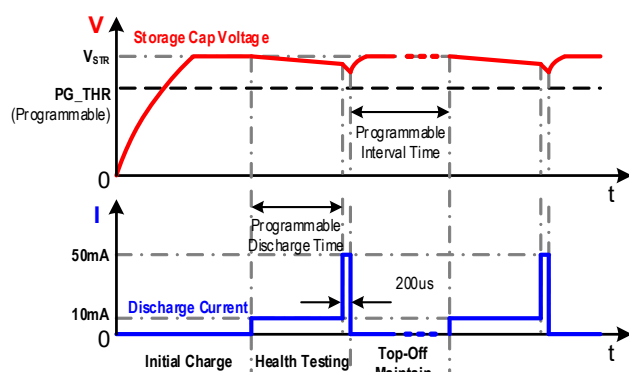 V
Storage Cap Voltage
VSTR
PG_THR
(Programmable)
Programmable
Interval Time
0
t
I
Programmable
Discharge Time
50mA
200us
Discharge Current
10mA
0
t
Initial Charge
Health Testing
Top-Off
Maintain